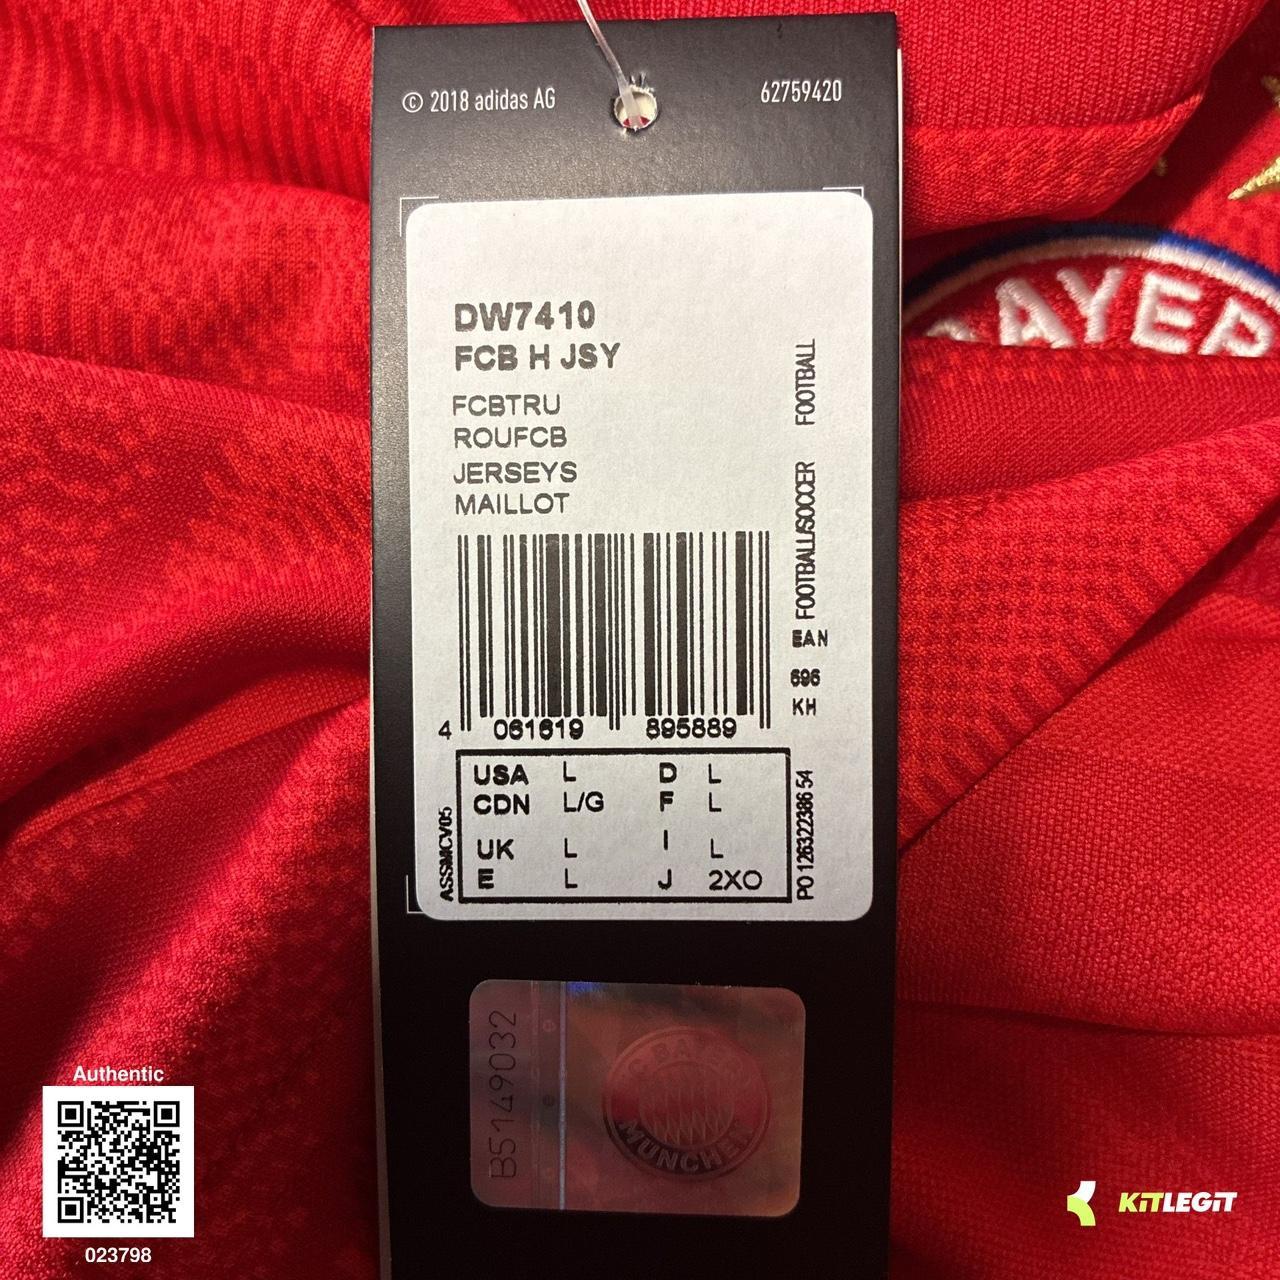 © 2018 adidas AG
62759420
DW7410
FCB H JSY
FCBTRU
ROUFCB
JERSEYS
MAILLOT
FOOTBALL/SOCCER FOOTBALL
EAN
696
KH
4 061619 895889
ASSMCV05
USA L D L
CDN L/G F L
UK L I L
E L J 2XO
PO 126322386 54
BAYER
B5149032
FC BAYERN
MÜNCHEN
Authentic
023798
KiTLEGiT